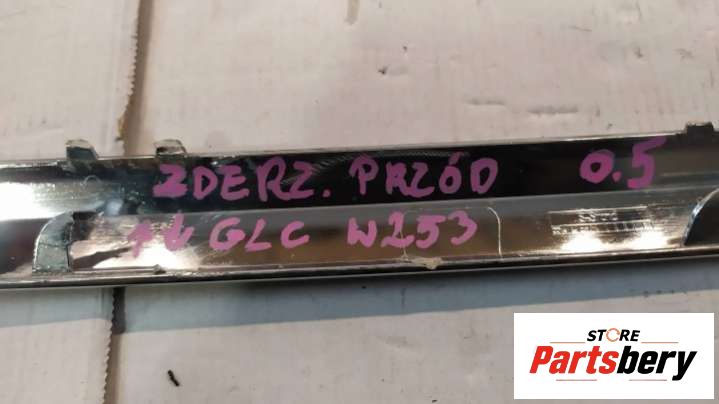 ZDERZ. PRZÓD 0.5
GLC W253
STORE
Partsbery